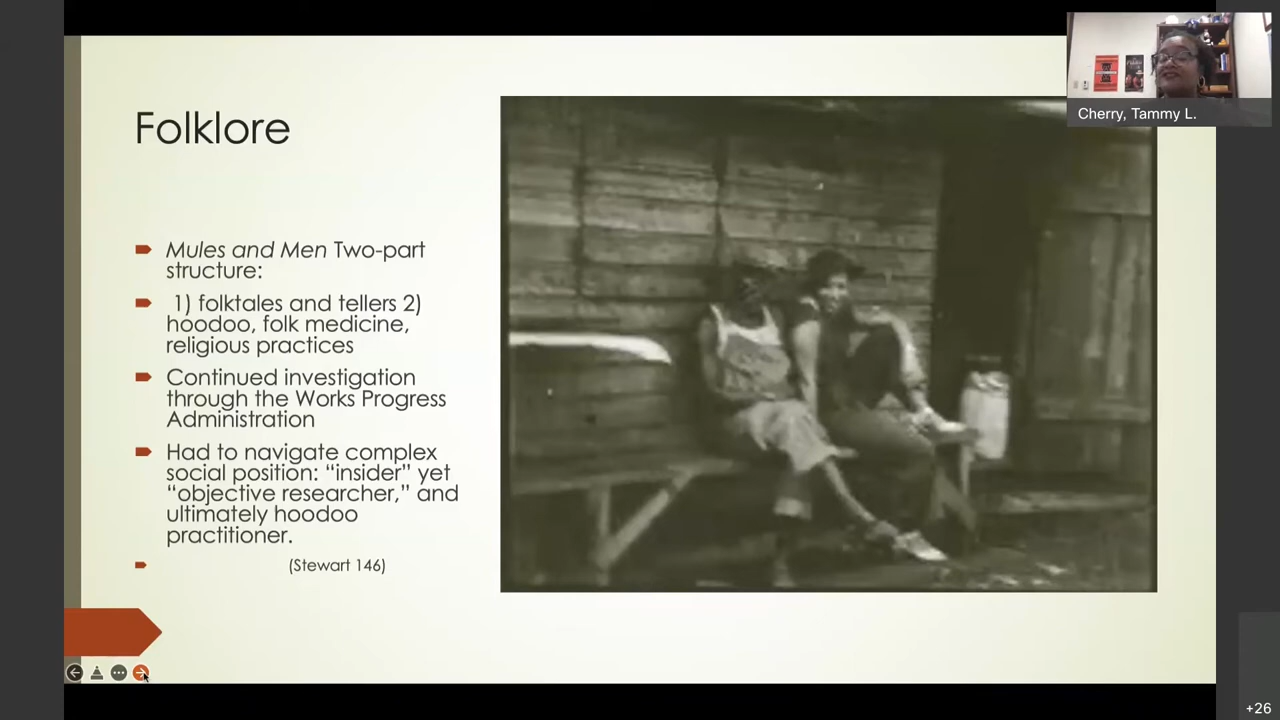 Cherry, Tammy L.
Folklore
Mules and Men Two-part
structure:
1) folktales and tellers 2)
hoodoo, folk medicine,
religious practices
Continued investigation
through the Works Progress
Administration
Had to navigate complex
social position: “insider” yet
“objective researcher,” and
ultimately hoodoo
practitioner.
(Stewart 146)
+26